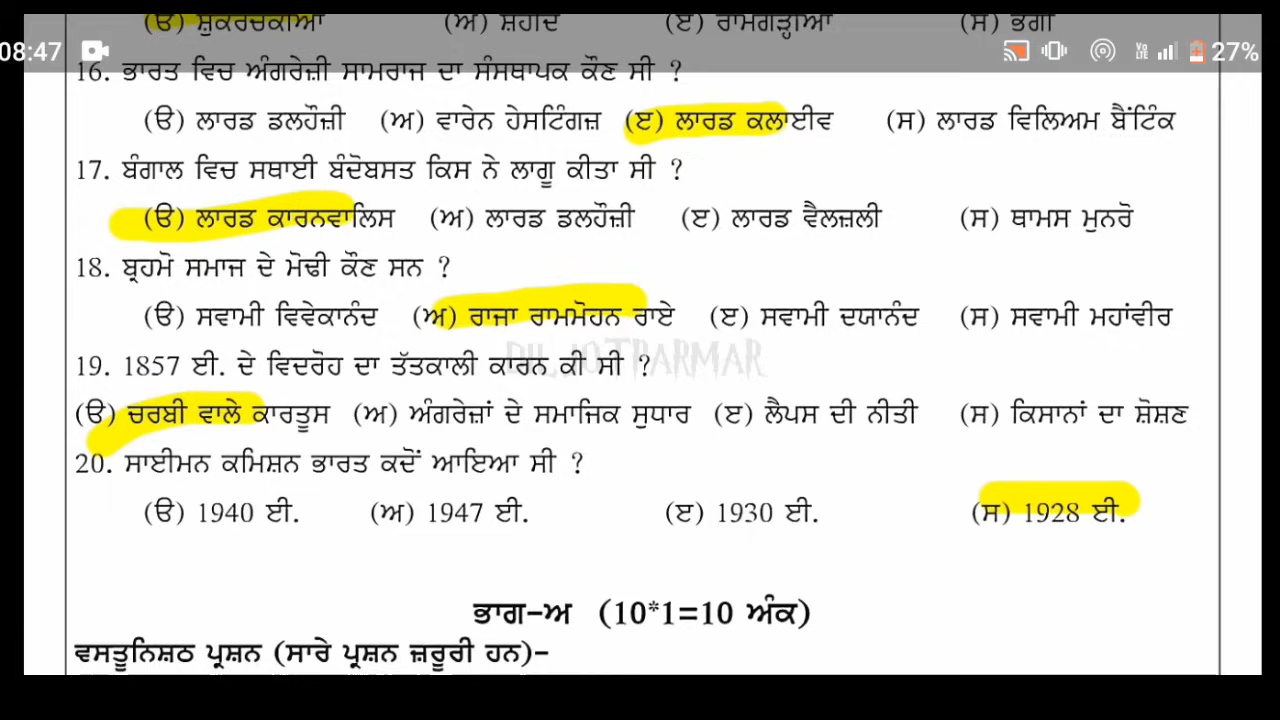 (ੳ) ਸ਼ੁਕਰਚਕੀਆ (ਅ) ਸ਼ਹੀਦ (ੲ) ਰਾਮਗੜ੍ਹੀਆ (ਸ) ਭੰਗੀ
08:47 27%
16. ਭਾਰਤ ਵਿਚ ਅੰਗਰੇਜ਼ੀ ਸਾਮਰਾਜ ਦਾ ਸੰਸਥਾਪਕ ਕੌਣ ਸੀ ?
(ੳ) ਲਾਰਡ ਡਲਹੌਜ਼ੀ (ਅ) ਵਾਰੇਨ ਹੇਸਟਿੰਗਜ਼ (ੲ) ਲਾਰਡ ਕਲਾਈਵ (ਸ) ਲਾਰਡ ਵਿਲਿਅਮ ਬੈਂਟਿੰਕ
17. ਬੰਗਾਲ ਵਿਚ ਸਥਾਈ ਬੰਦੋਬਸਤ ਕਿਸ ਨੇ ਲਾਗੂ ਕੀਤਾ ਸੀ ?
(ੳ) ਲਾਰਡ ਕਾਰਨਵਾਲਿਸ (ਅ) ਲਾਰਡ ਡਲਹੌਜ਼ੀ (ੲ) ਲਾਰਡ ਵੈਲਜ਼ਲੀ (ਸ) ਥਾਮਸ ਮੁਨਰੋ
18. ਬ੍ਰਹਮੋ ਸਮਾਜ ਦੇ ਮੋਢੀ ਕੌਣ ਸਨ ?
(ੳ) ਸਵਾਮੀ ਵਿਵੇਕਾਨੰਦ (ਅ) ਰਾਜਾ ਰਾਮਮੋਹਨ ਰਾਏ (ੲ) ਸਵਾਮੀ ਦਯਾਨੰਦ (ਸ) ਸਵਾਮੀ ਮਹਾਂਵੀਰ
DILJOTPARMAR
19. 1857 ਈ. ਦੇ ਵਿਦਰੋਹ ਦਾ ਤੱਤਕਾਲੀ ਕਾਰਨ ਕੀ ਸੀ ?
(ੳ) ਚਰਬੀ ਵਾਲੇ ਕਾਰਤੂਸ (ਅ) ਅੰਗਰੇਜ਼ਾਂ ਦੇ ਸਮਾਜਿਕ ਸੁਧਾਰ (ੲ) ਲੈਪਸ ਦੀ ਨੀਤੀ (ਸ) ਕਿਸਾਨਾਂ ਦਾ ਸ਼ੋਸ਼ਣ
20. ਸਾਈਮਨ ਕਮਿਸ਼ਨ ਭਾਰਤ ਕਦੋਂ ਆਇਆ ਸੀ ?
(ੳ) 1940 ਈ. (ਅ) 1947 ਈ. (ੲ) 1930 ਈ. (ਸ) 1928 ਈ.
ਭਾਗ-ਅ (10*1=10 ਅੰਕ)
ਵਸਤੂਨਿਸ਼ਠ ਪ੍ਰਸ਼ਨ (ਸਾਰੇ ਪ੍ਰਸ਼ਨ ਜ਼ਰੂਰੀ ਹਨ)-